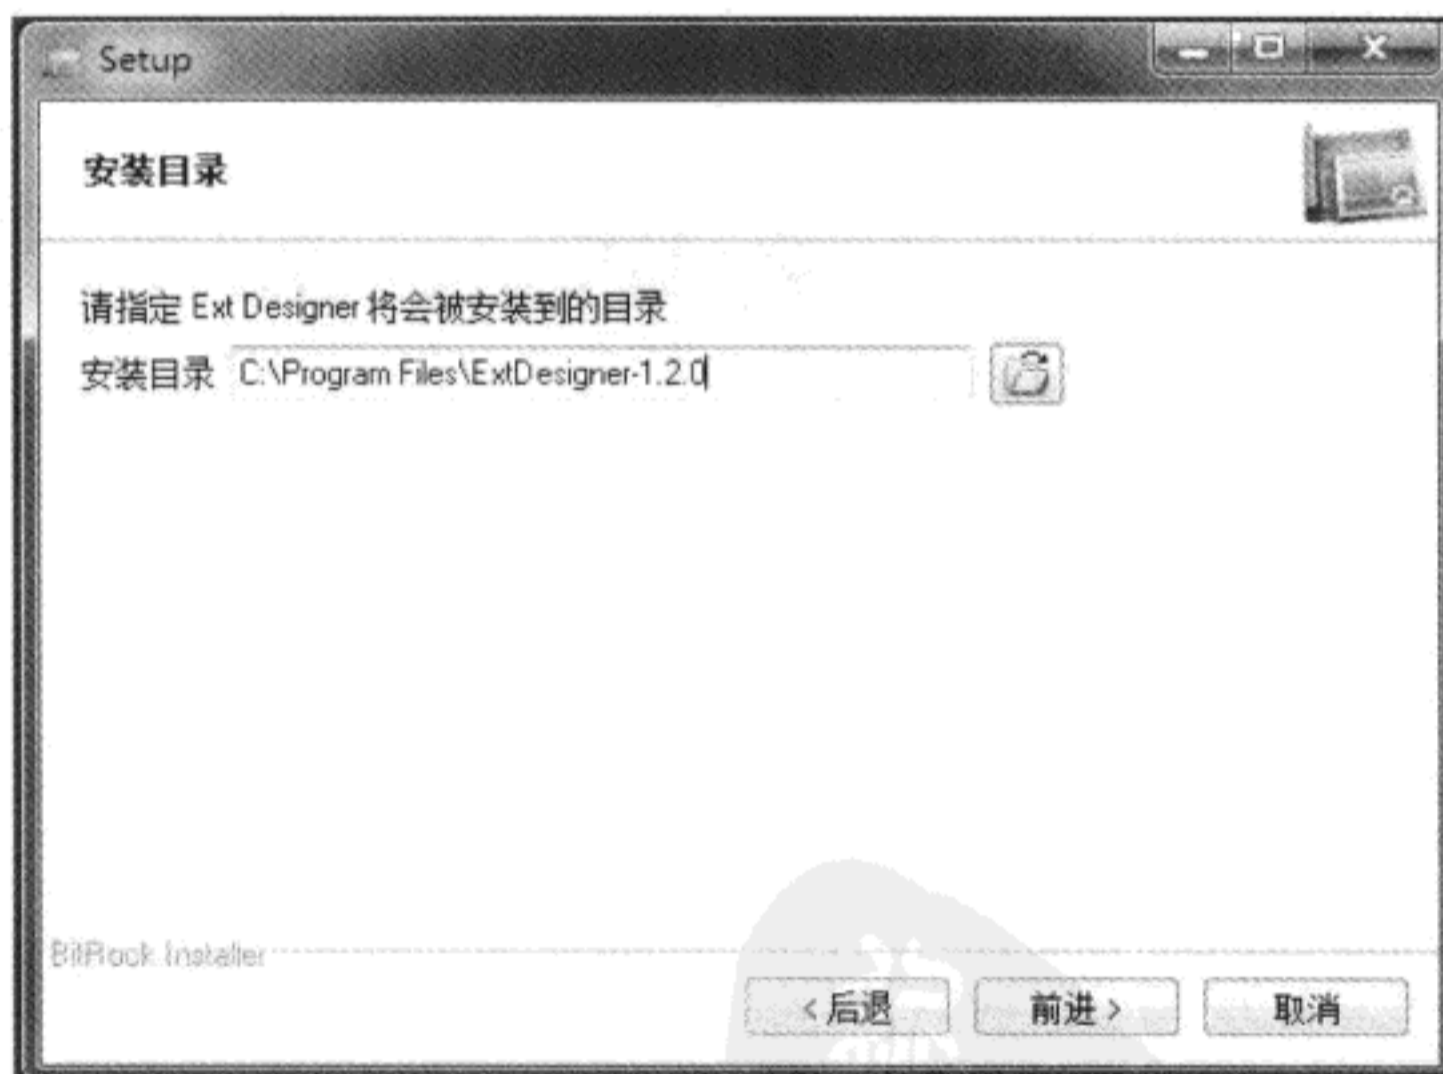 Setup
安装目录
请指定 Ext Designer 将会被安装到的目录
安装目录 C:\Program Files\ExtDesigner-1.2.0
BitRock Installer
< 后退 前进 > 取消